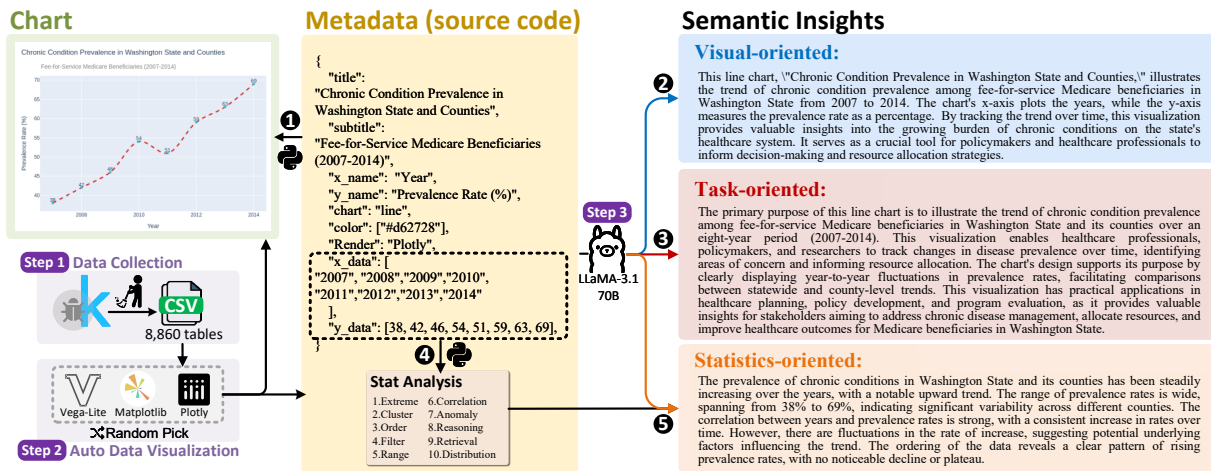 Chart
Chronic Condition Prevalence in Washington State and Counties
Fee-for-Service Medicare Beneficiaries (2007-2014)
Prevalence Rate (%)
70
65
60
55
50
45
40
38
42
46
54
51
59
63
69
2008
2010
2012
2014
Year
Step 1 Data Collection
k
CSV
8,860 tables
Vega-Lite Matplotlib Plotly
Random Pick
Step 2 Auto Data Visualization
Metadata (source code)
{
"title":
"Chronic Condition Prevalence in
Washington State and Counties",
"subtitle":
"Fee-for-Service Medicare Beneficiaries
(2007-2014)",
"x_name": "Year",
"y_name": "Prevalence Rate (%)",
"chart": "line",
"color": ["#d62728"],
"Render": "Plotly",
"x_data": [
"2007", "2008","2009","2010",
"2011","2012","2013","2014"
],
"y_data": [38, 42, 46, 54, 51, 59, 63, 69],
}
1
4
Stat Analysis
1.Extreme 6.Correlation
2.Cluster 7.Anomaly
3.Order 8.Reasoning
4.Filter 9.Retrieval
5.Range 10.Distribution
Step 3
LLaMA-3.1
70B
2
3
5
Semantic Insights
Visual-oriented:
This line chart, \"Chronic Condition Prevalence in Washington State and Counties,\" illustrates
the trend of chronic condition prevalence among fee-for-service Medicare beneficiaries in
Washington State from 2007 to 2014. The chart's x-axis plots the years, while the y-axis
measures the prevalence rate as a percentage. By tracking the trend over time, this visualization
provides valuable insights into the growing burden of chronic conditions on the state's
healthcare system. It serves as a crucial tool for policymakers and healthcare professionals to
inform decision-making and resource allocation strategies.
Task-oriented:
The primary purpose of this line chart is to illustrate the trend of chronic condition prevalence
among fee-for-service Medicare beneficiaries in Washington State and its counties over an
eight-year period (2007-2014). This visualization enables healthcare professionals,
policymakers, and researchers to track changes in disease prevalence over time, identifying
areas of concern and informing resource allocation. The chart's design supports its purpose by
clearly displaying year-to-year fluctuations in prevalence rates, facilitating comparisons
between statewide and county-level trends. This visualization has practical applications in
healthcare planning, policy development, and program evaluation, as it provides valuable
insights for stakeholders aiming to address chronic disease management, allocate resources, and
improve healthcare outcomes for Medicare beneficiaries in Washington State.
Statistics-oriented:
The prevalence of chronic conditions in Washington State and its counties has been steadily
increasing over the years, with a notable upward trend. The range of prevalence rates is wide,
spanning from 38% to 69%, indicating significant variability across different counties. The
correlation between years and prevalence rates is strong, with a consistent increase in rates over
time. However, there are fluctuations in the rate of increase, suggesting potential underlying
factors influencing the trend. The ordering of the data reveals a clear pattern of rising
prevalence rates, with no noticeable decline or plateau.